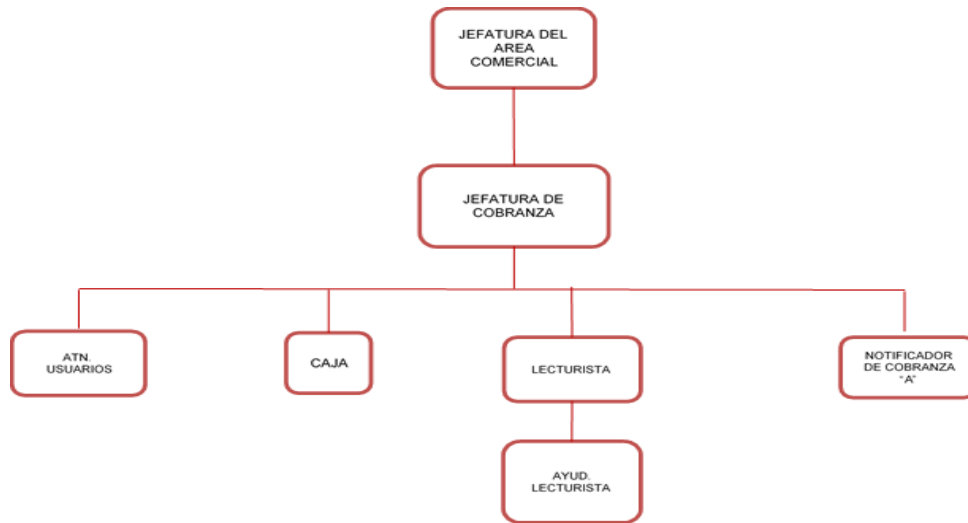 JEFATURA DEL
AREA
COMERCIAL
JEFATURA DE
COBRANZA
ATN.
USUARIOS
CAJA
LECTURISTA
NOTIFICADOR
DE COBRANZA
"A"
AYUD.
LECTURISTA